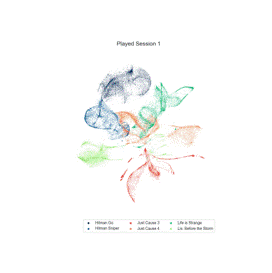 Played Session 1
Hitman Go
Just Cause 3
Life is Strange
Hitman Sniper
Just Cause 4
Lis: Before the Storm